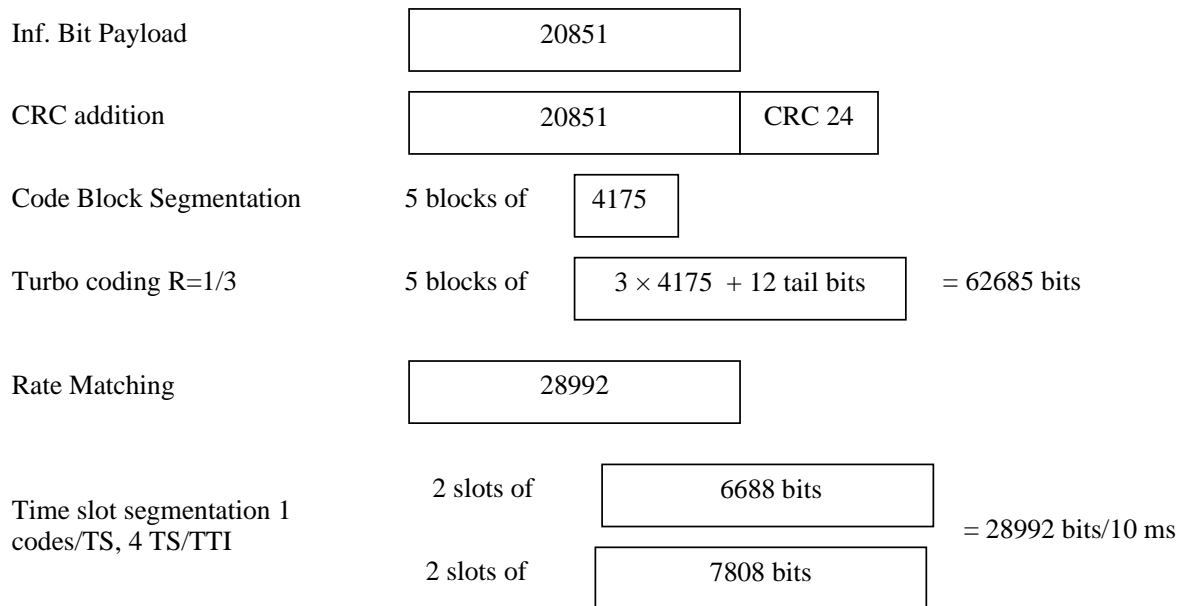 Inf. Bit Payload 20851
CRC addition 20851 CRC 24
Code Block Segmentation 5 blocks of 4175
Turbo coding R=1/3 5 blocks of 3 × 4175 + 12 tail bits = 62685 bits
Rate Matching 28992
2 slots of 6688 bits
Time slot segmentation 1
codes/TS, 4 TS/TTI
= 28992 bits/10 ms
2 slots of 7808 bits